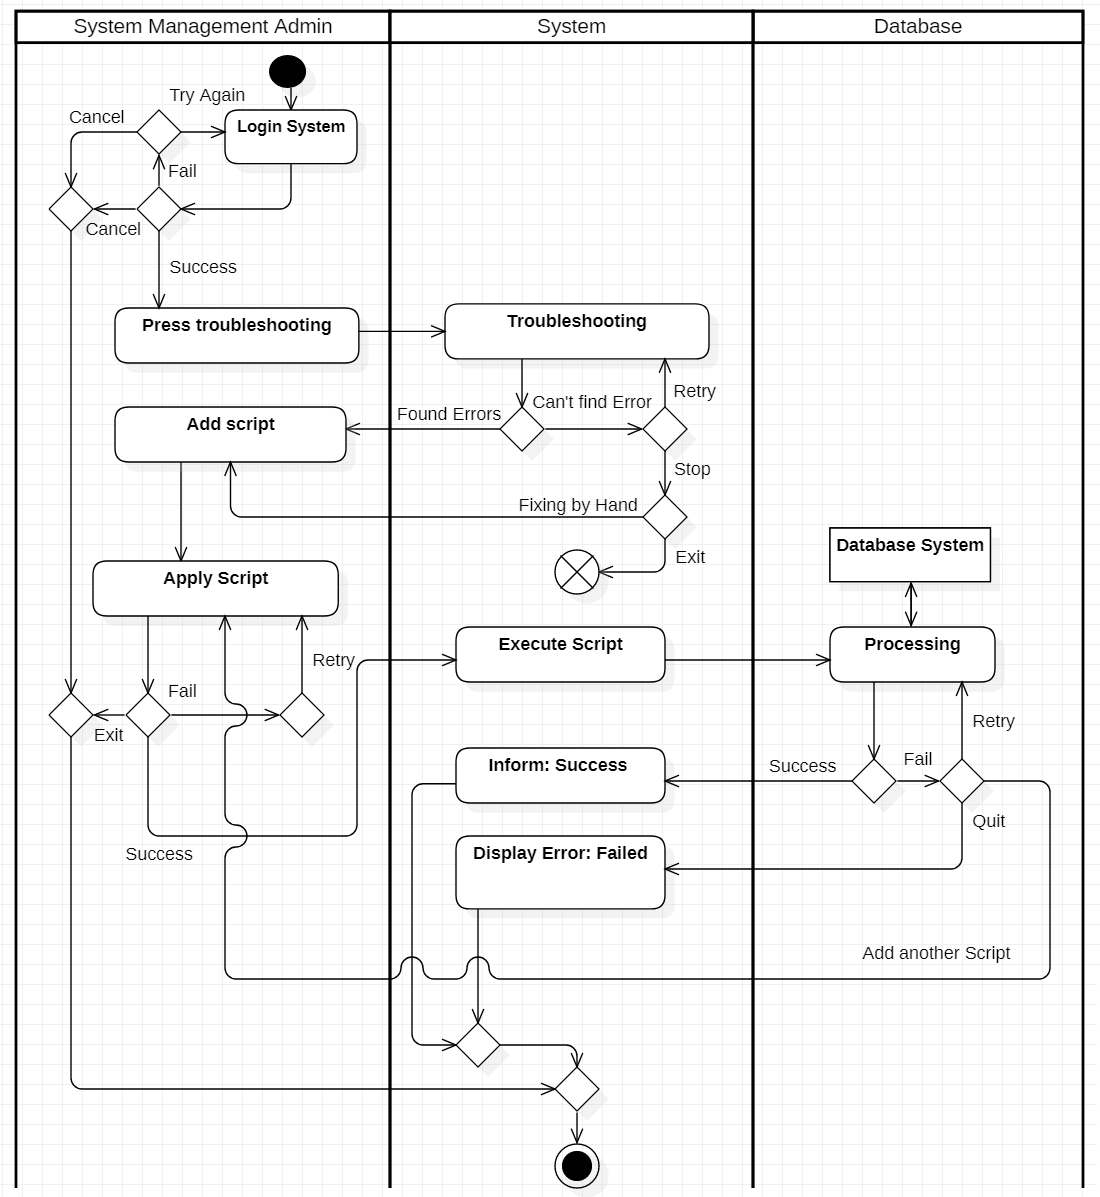 System Management Admin
System
Database
Try Again
Cancel
Login System
Fail
Cancel
Success
Press troubleshooting
Troubleshooting
Retry
Can't find Error
Found Errors
Add script
Stop
Fixing by Hand
Exit
Database System
Apply Script
Execute Script
Processing
Retry
Fail
Exit
Retry
Fail
Success
Inform: Success
Quit
Success
Display Error: Failed
Add another Script